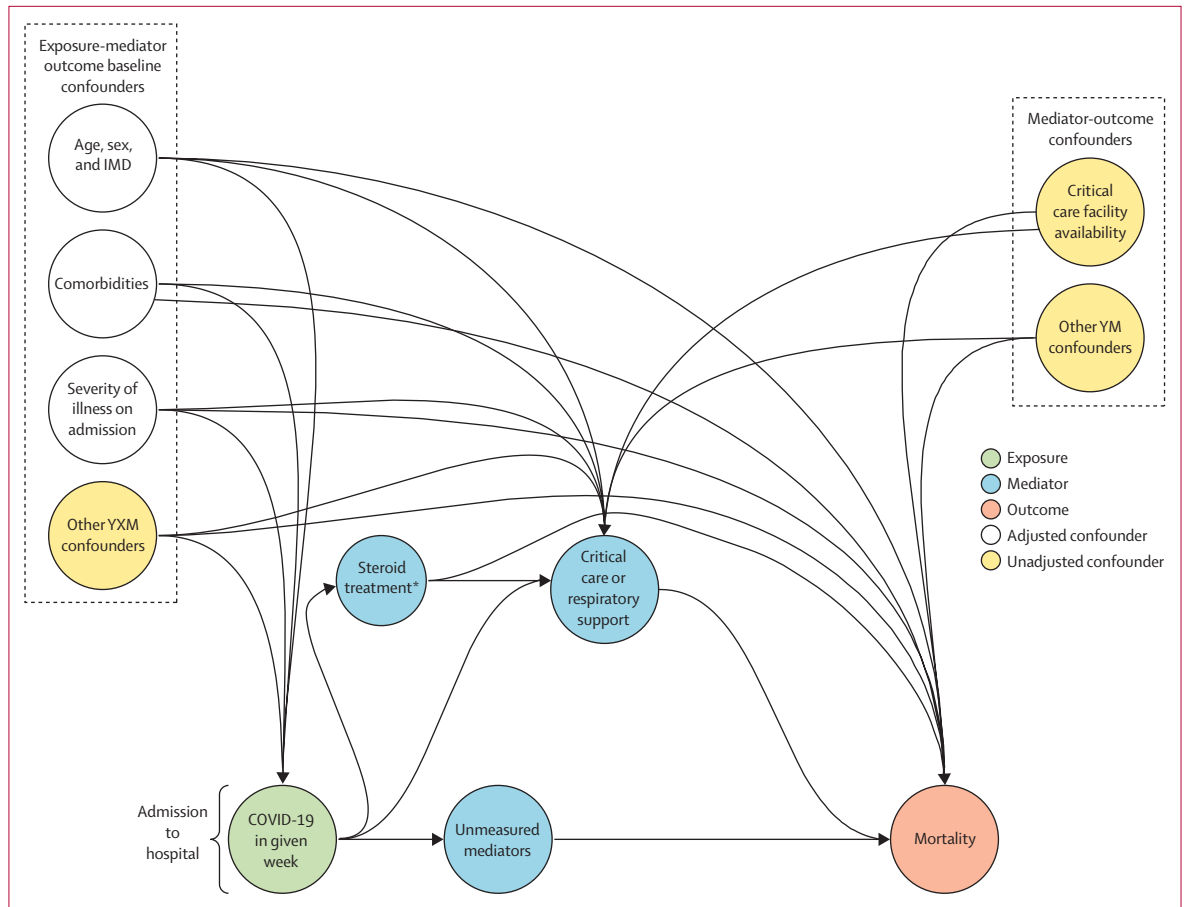 Exposure-mediator
outcome baseline
confounders
Age, sex,
and IMD
Comorbidities
Severity of
illness on
admission
Other YXM
confounders
Mediator-outcome
confounders
Critical
care facility
availability
Other YM
confounders
Exposure
Mediator
Outcome
Adjusted confounder
Unadjusted confounder
Steroid
treatment*
Critical
care or
respiratory
support
Admission
to
hospital
COVID-19
in given
week
Unmeasured
mediators
Mortality